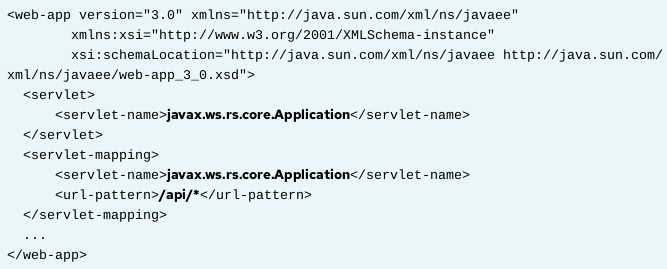 <web-app version="3.0" xmlns="http://java.sun.com/xml/ns/javaee"
        xmlns:xsi="http://www.w3.org/2001/XMLSchema-instance"
        xsi:schemaLocation="http://java.sun.com/xml/ns/javaee http://java.sun.com/
xml/ns/javaee/web-app_3_0.xsd">
  <servlet>
      <servlet-name>javax.ws.rs.core.Application</servlet-name>
  </servlet>
  <servlet-mapping>
      <servlet-name>javax.ws.rs.core.Application</servlet-name>
      <url-pattern>/api/*</url-pattern>
  </servlet-mapping>
  ...
</web-app>